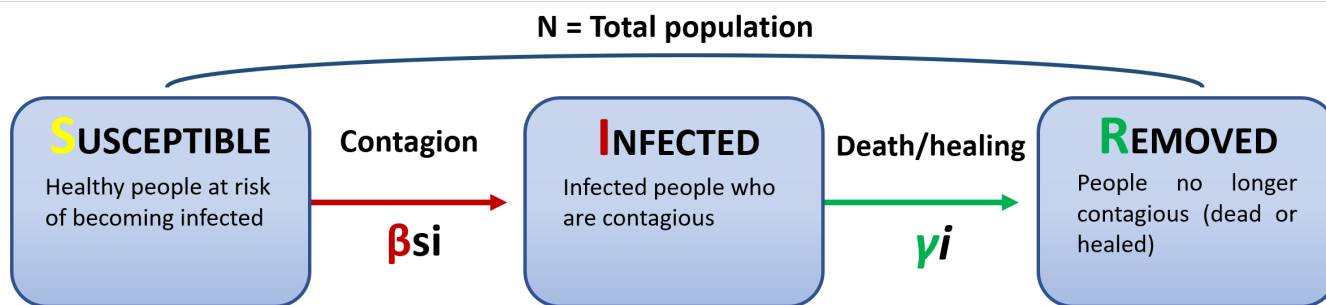 N = Total population
SUSCEPTIBLE
Healthy people at risk
of becoming infected
Contagion
βsi
INFECTED
Infected people who
are contagious
Death/healing
γi
REMOVED
People no longer
contagious (dead or
healed)